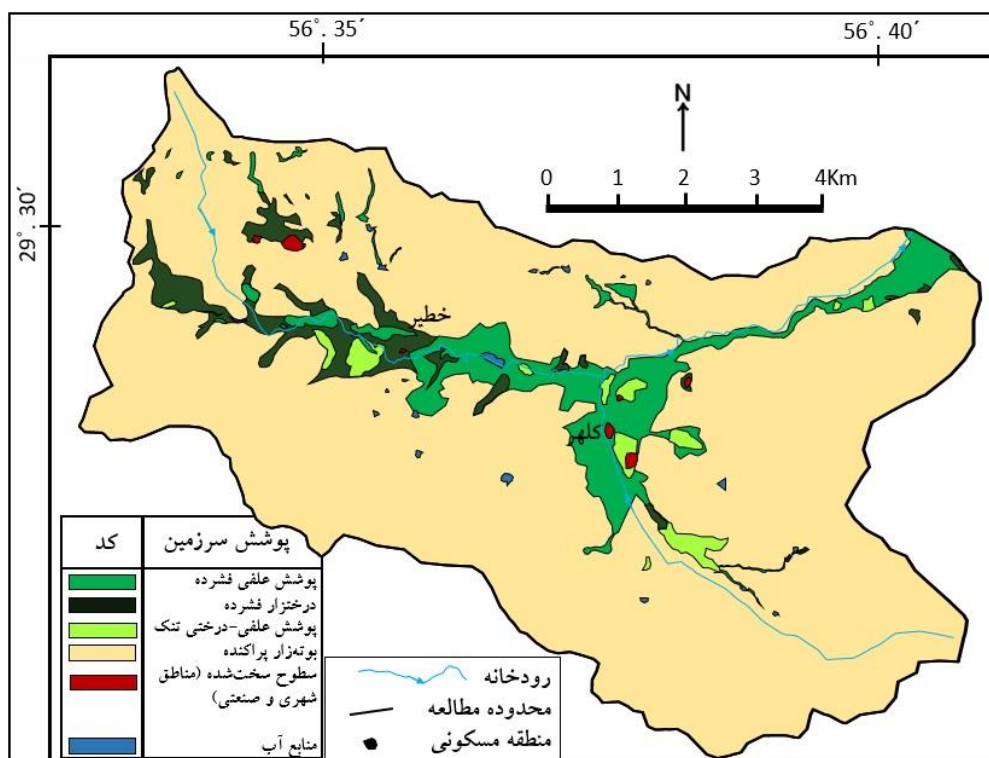 56°. 35´
56°. 40´
29°. 30´
N
0 1 2 3 4Km
خطیر
کلهر
پوشش سرزمین
کد
پوشش علفی فشرده
درختزار فشرده
پوشش علفی-درختی تنک
بوته‌زار پراکنده
سطوح سخت‌شده (مناطق
شهری و صنعتی)
منابع آب
رودخانه
محدوده مطالعه
منطقه مسکونی